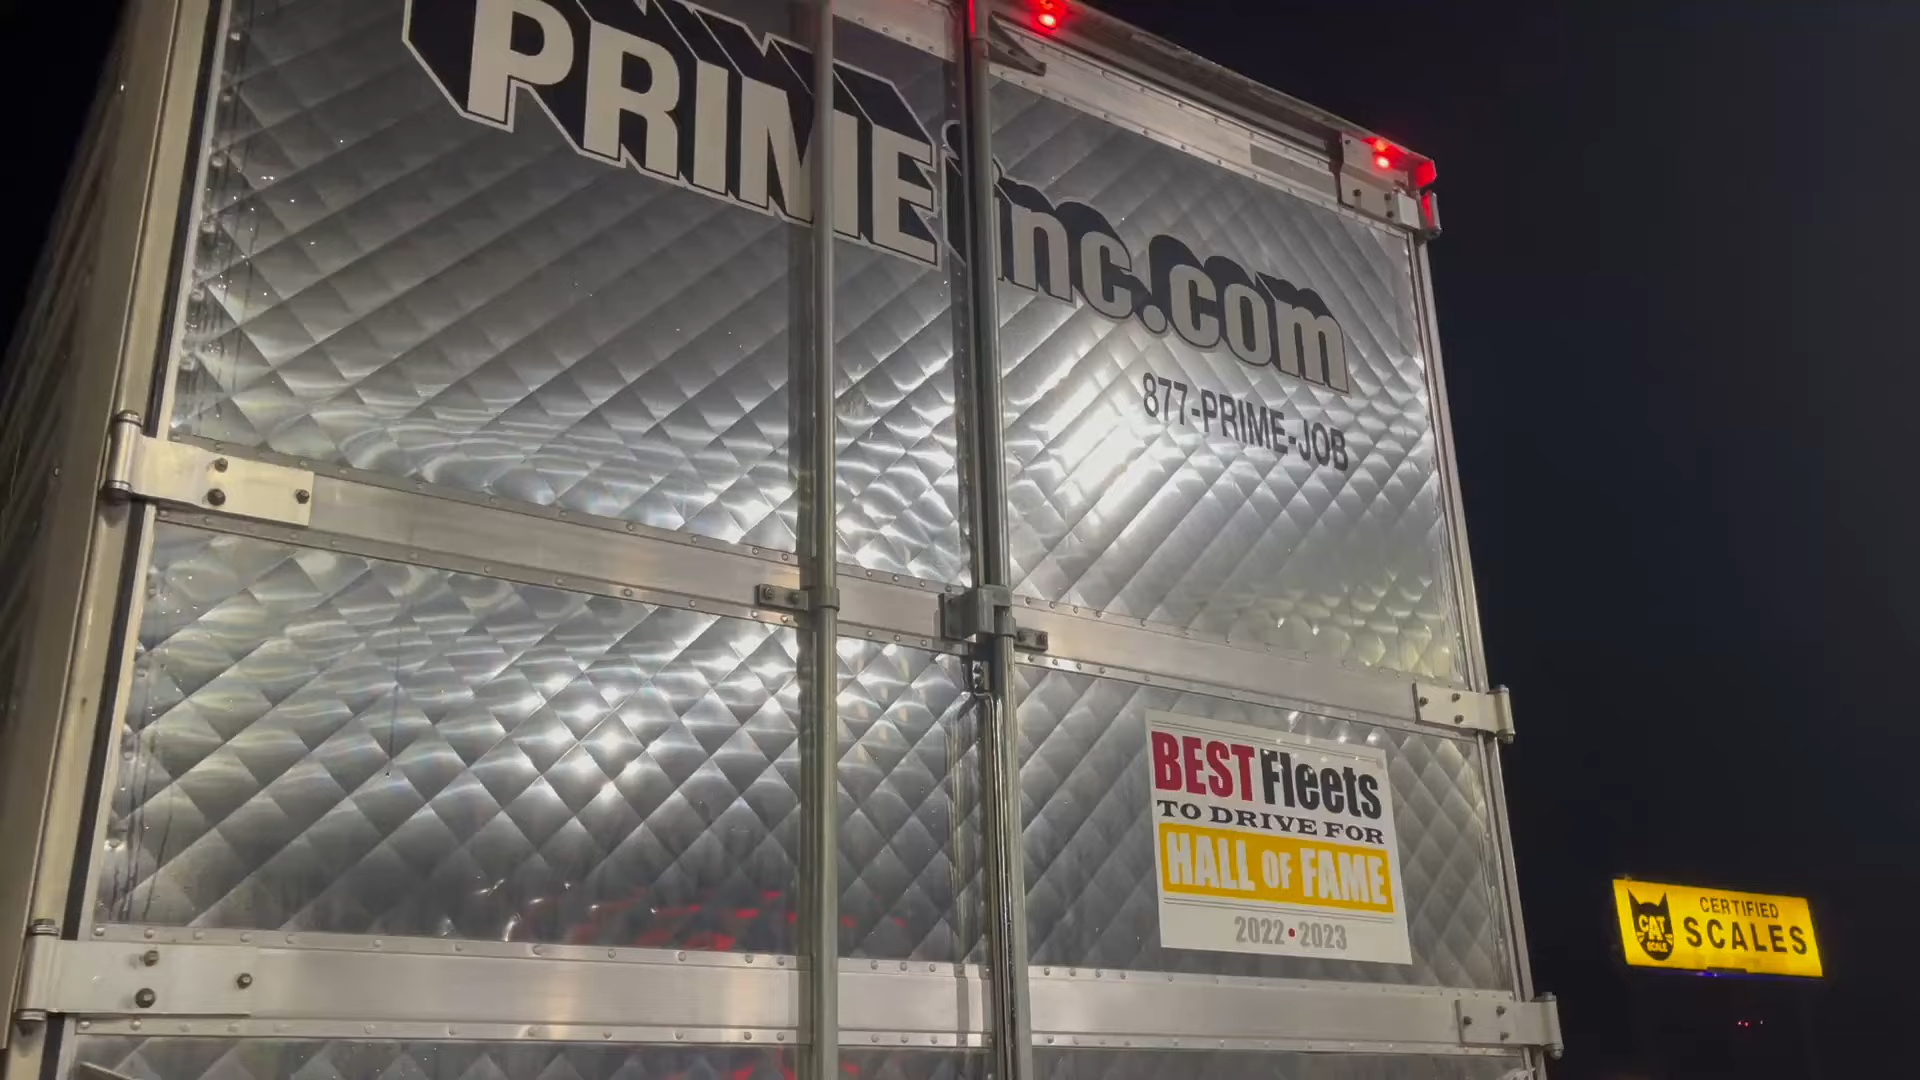 PRIMEinc.com
877-PRIME-JOB
BEST Fleets
TO DRIVE FOR
HALL OF FAME
2022•2023
CAT
SCALE
CERTIFIED
SCALES